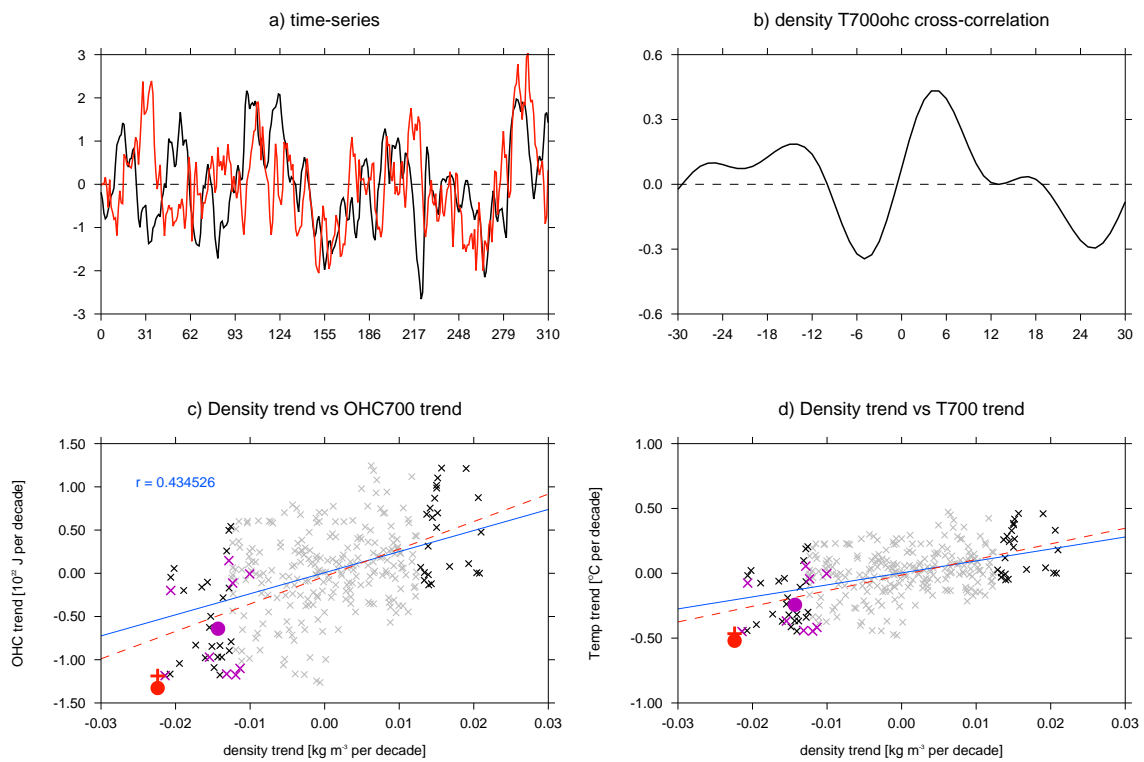 a) time-series
b) density T700ohc cross-correlation
3
2
1
0
-1
-2
-3
0 31 62 93 124 155 186 217 248 279 310
0.6
0.3
0.0
-0.3
-0.6
-30 -24 -18 -12 -6 0 6 12 18 24 30
c) Density trend vs OHC700 trend
d) Density trend vs T700 trend
OHC trend [10²² J per decade]
1.50
1.00
0.50
0.00
-0.50
-1.00
-1.50
r = 0.434526
-0.03 -0.02 -0.01 0.00 0.01 0.02 0.03
density trend [kg m⁻³ per decade]
Temp trend [°C per decade]
1.00
0.50
0.00
-0.50
-1.00
-0.03 -0.02 -0.01 0.00 0.01 0.02 0.03
density trend [kg m⁻³ per decade]